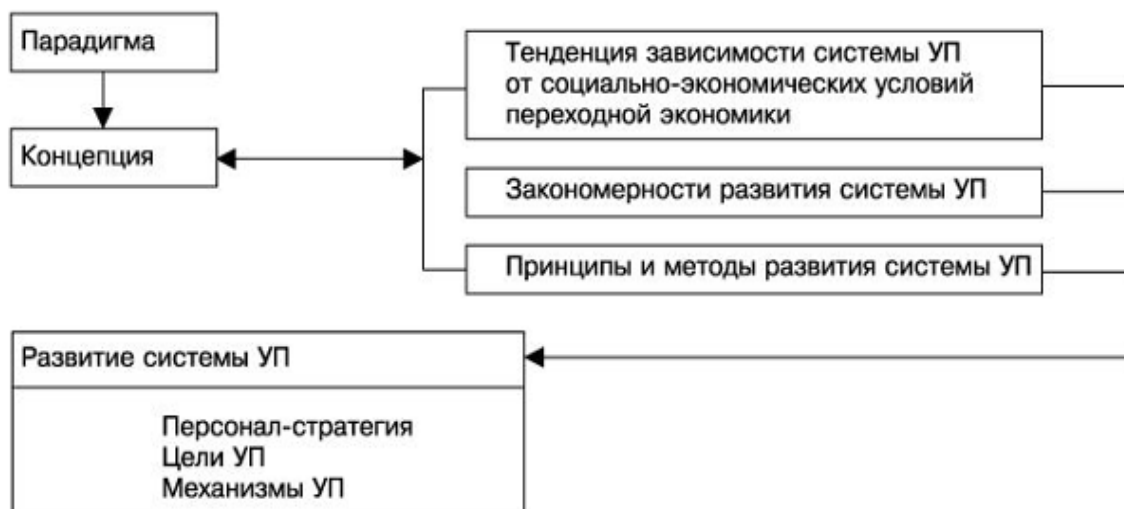 Парадигма
Концепция
Тенденция зависимости системы УП
от социально-экономических условий
переходной экономики
Закономерности развития системы УП
Принципы и методы развития системы УП
Развитие системы УП
Персонал-стратегия
Цели УП
Механизмы УП